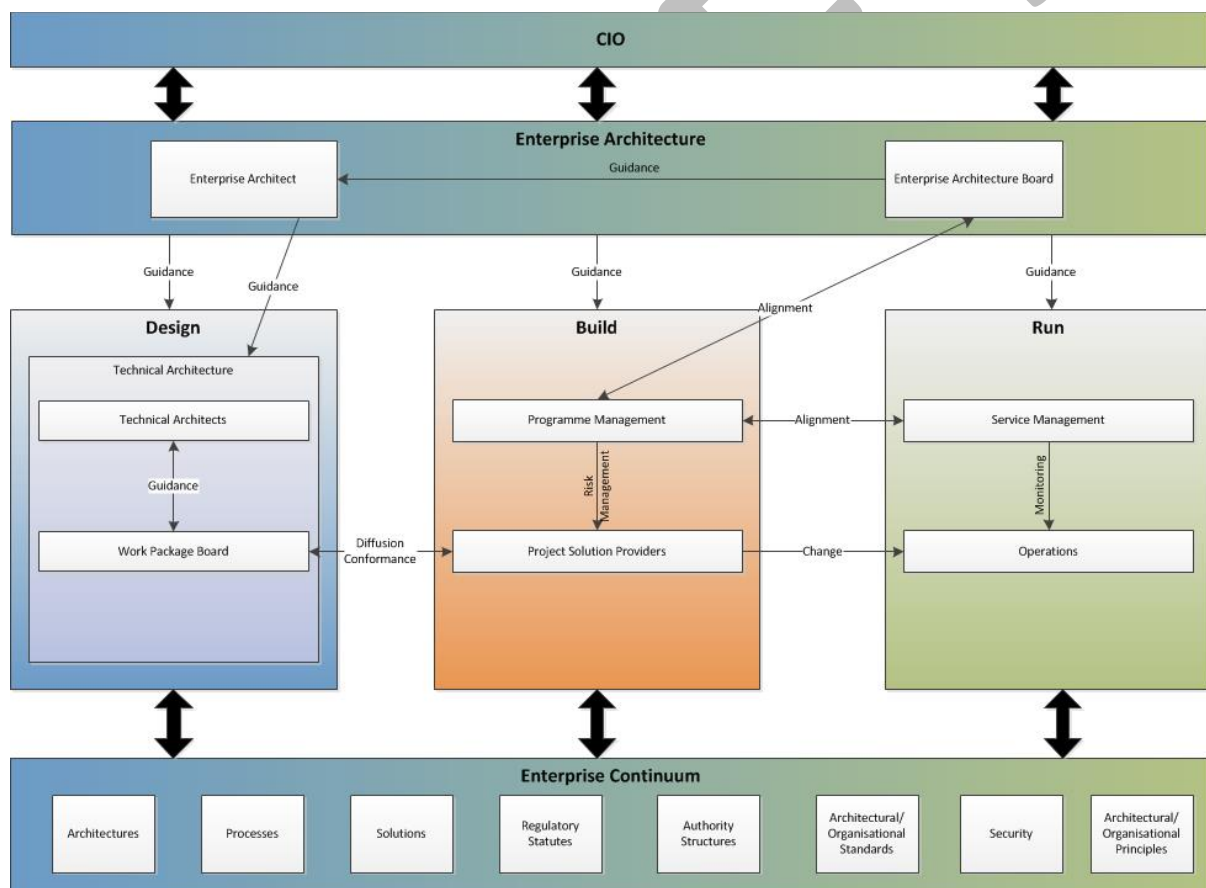 CIO
Enterprise Architecture
Enterprise Architect
Guidance
Enterprise Architecture Board
Guidance
Guidance
Guidance
Guidance
Alignment
Design
Build
Run
Technical Architecture
Technical Architects
Programme Management
Alignment
Service Management
Guidance
Risk
Management
Monitoring
Work Package Board
Diffusion
Conformance
Project Solution Providers
Change
Operations
Enterprise Continuum
Architectures
Processes
Solutions
Regulatory
Statutes
Authority
Structures
Architectural/
Organisational
Standards
Security
Architectural/
Organisational
Principles